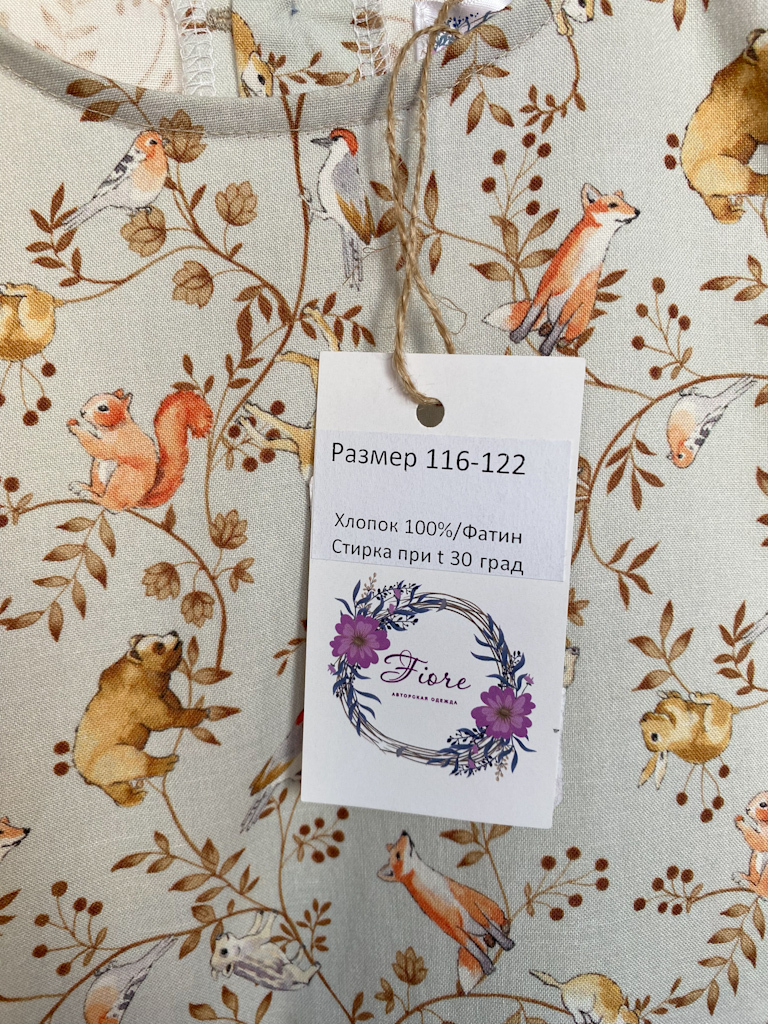 Размер 116-122
Хлопок 100%/Фатин
Стирка при t 30 град
Fiore
АВТОРСКАЯ ОДЕЖДА